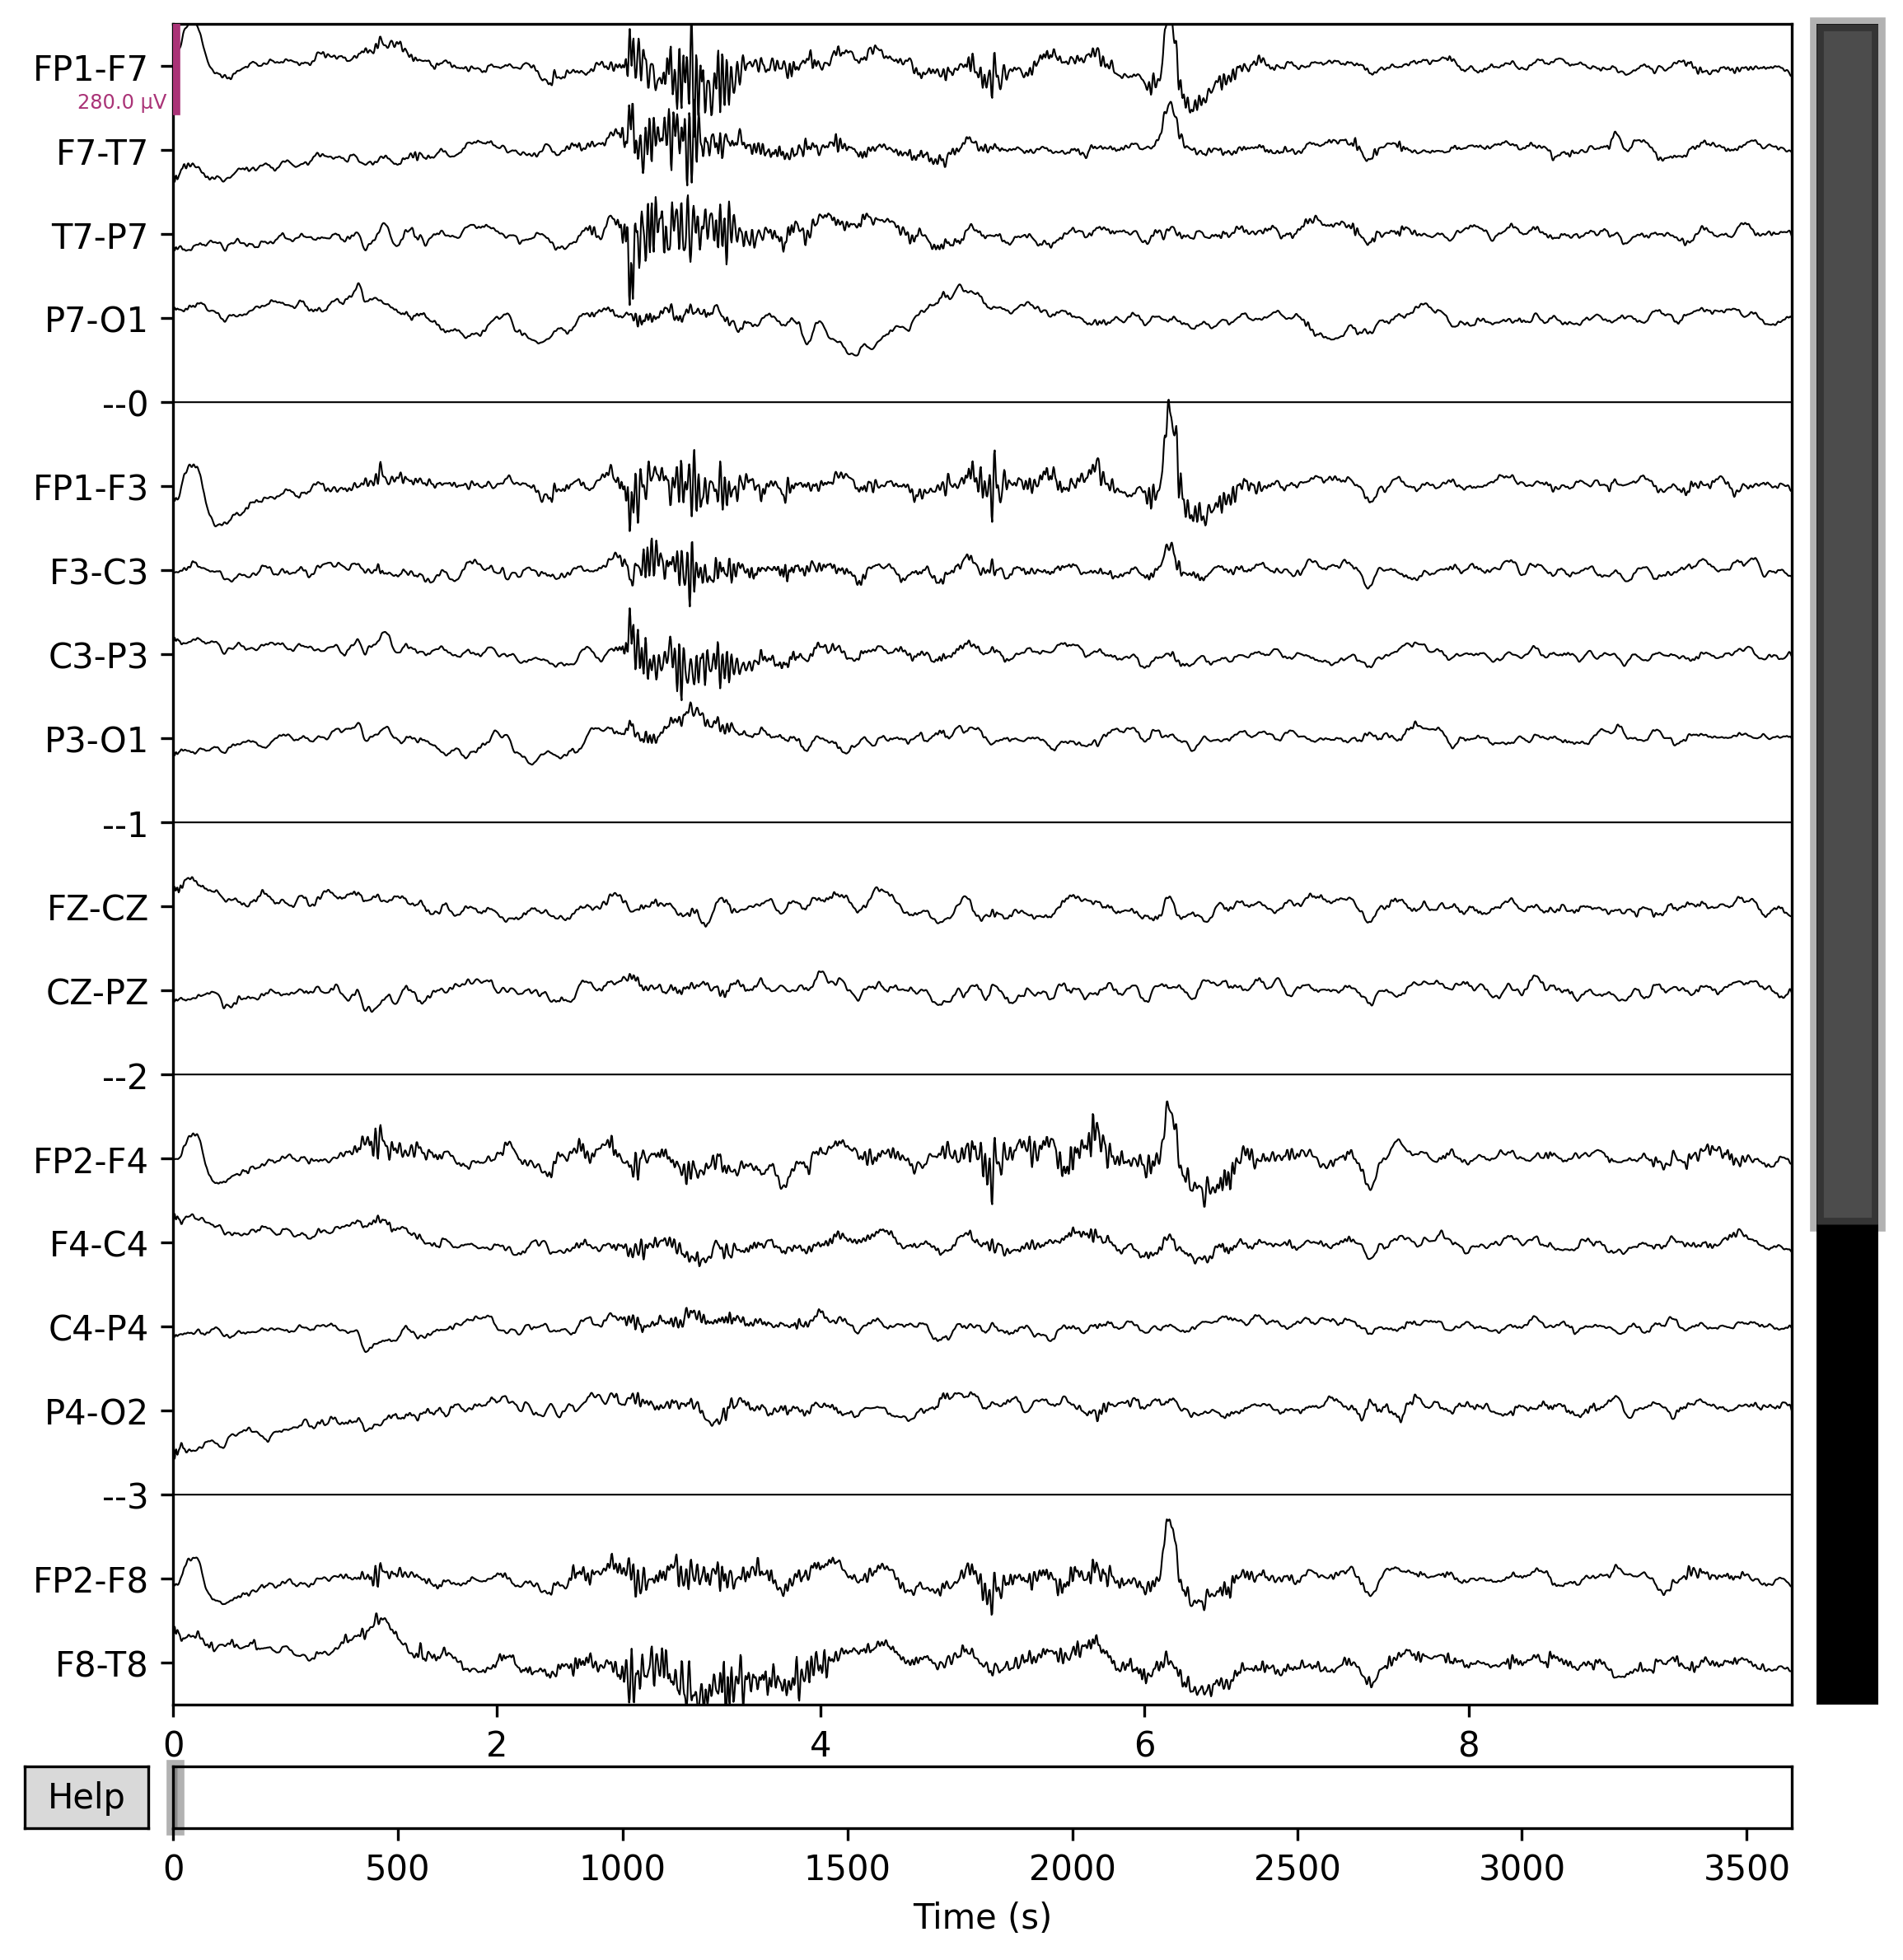 FP1-F7
280.0 µV
F7-T7
T7-P7
P7-O1
--0
FP1-F3
F3-C3
C3-P3
P3-O1
--1
FZ-CZ
CZ-PZ
--2
FP2-F4
F4-C4
C4-P4
P4-O2
--3
FP2-F8
F8-T8
0 2 4 6 8
Help
0 500 1000 1500 2000 2500 3000 3500
Time (s)